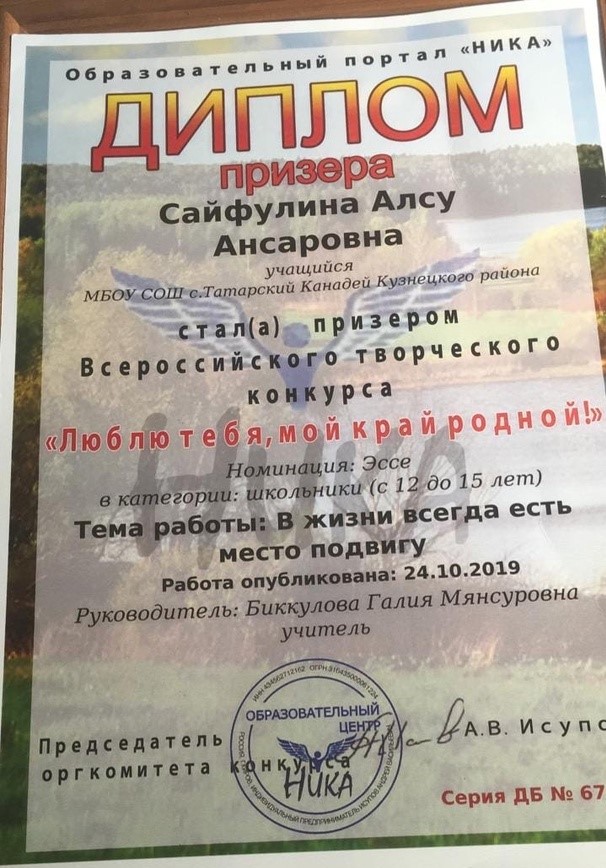 Образовательный портал «НИКА»
ДИПЛОМ
призера
Сайфулина Алсу
Ансаровна
учащийся
МБОУ СОШ с.Татарский Канадей Кузнецкого района
стал(а) призером
Всероссийского творческого
конкурса
«Люблю тебя, мой край родной!»
Номинация: Эссе
в категории: школьники (с 12 до 15 лет)
Тема работы: В жизни всегда есть
место подвигу
Работа опубликована: 24.10.2019
Руководитель: Биккулова Галия Мянсуровна
учитель
ОБРАЗОВАТЕЛЬНЫЙ
ЦЕНТР
НИКА
Председатель
оргкомитета конкурса
А.В. Исупо
Серия ДБ № 67